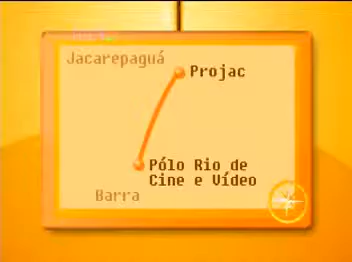 Jacarepaguá
Projac
Pólo Rio de
Cine e Vídeo
Barra